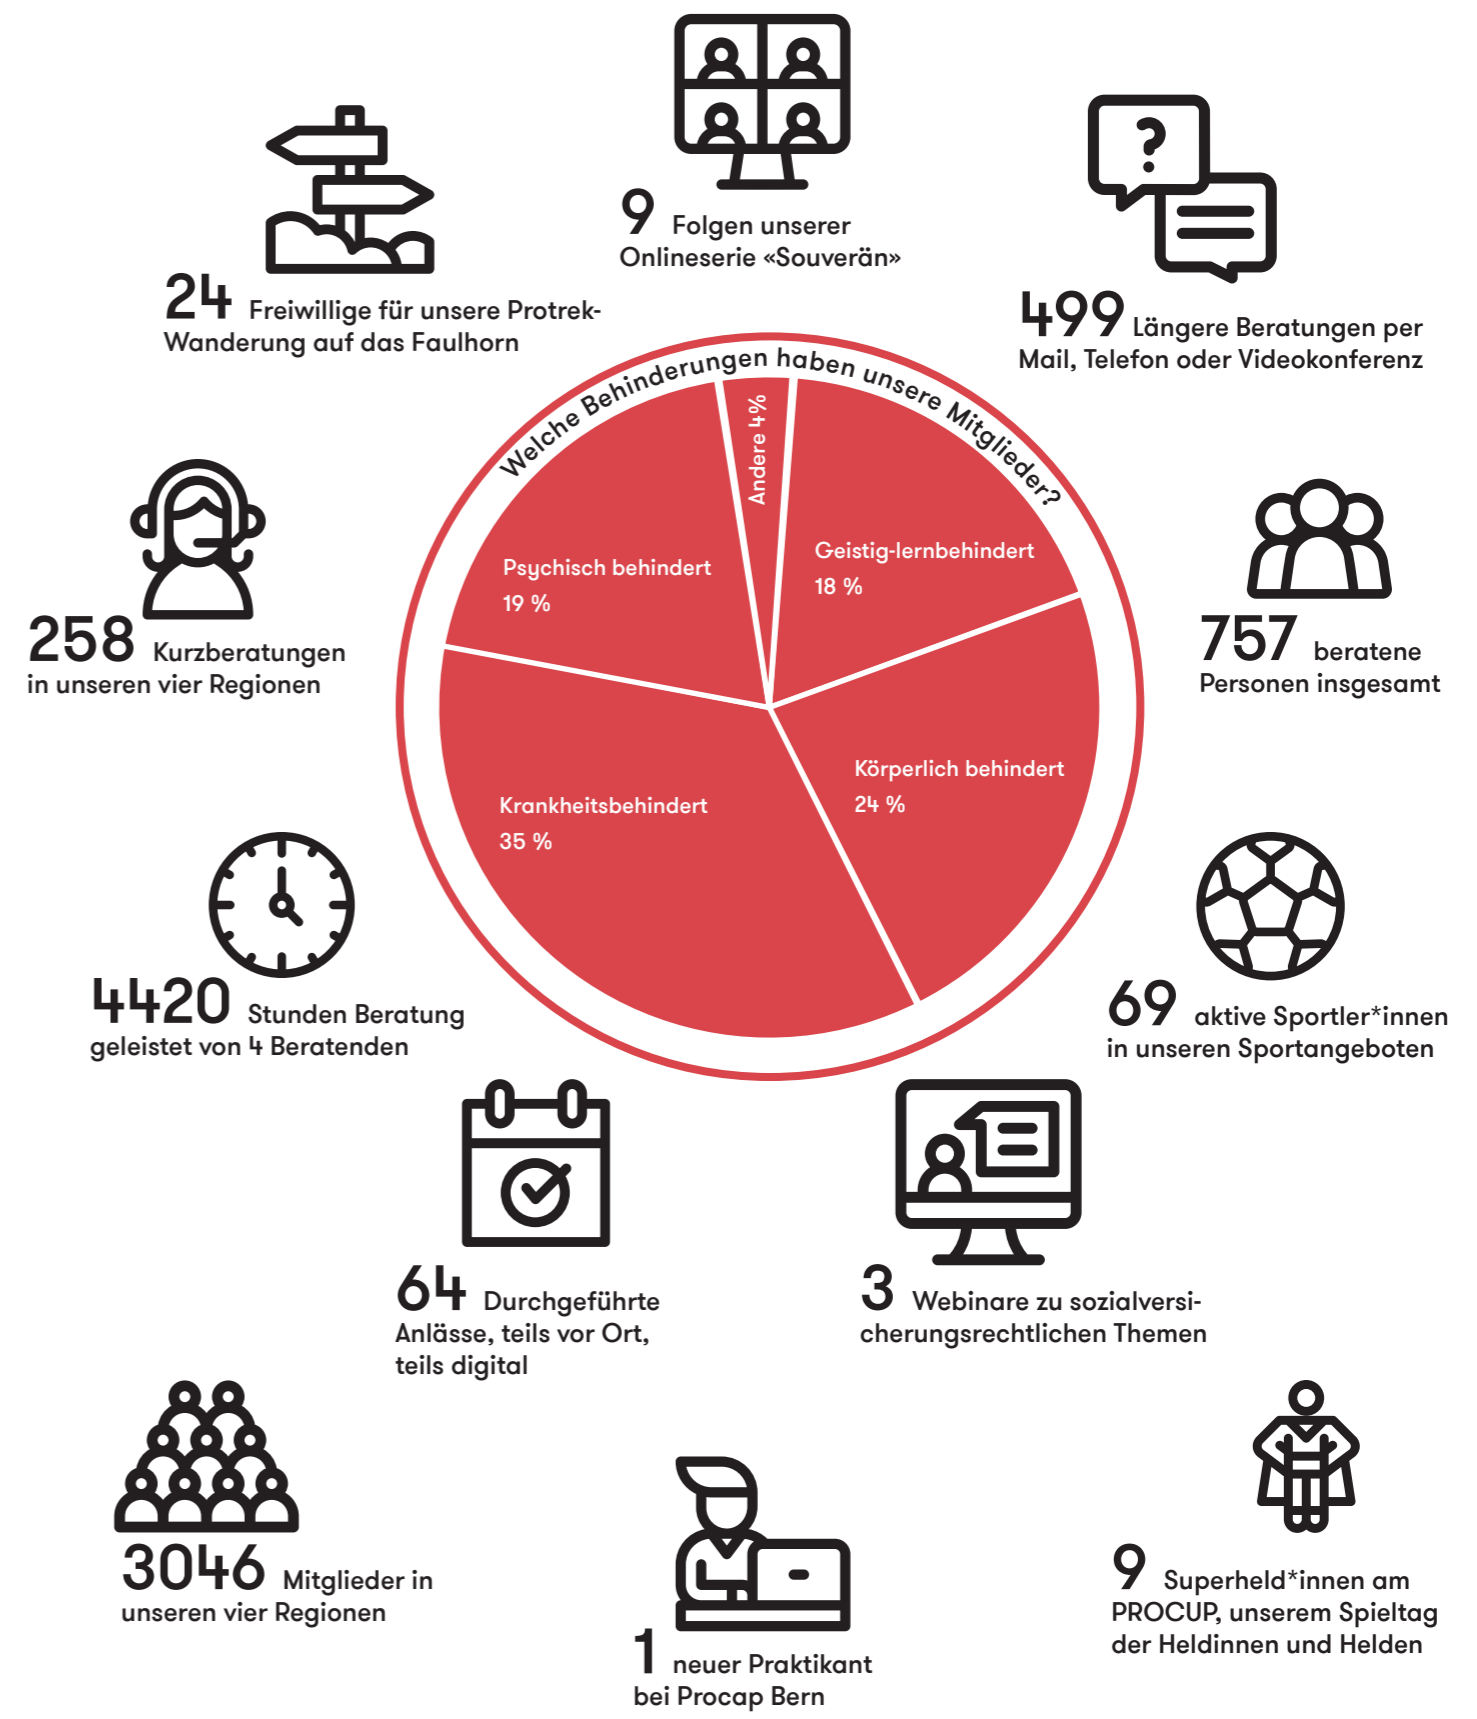 9 Folgen unserer
Onlineserie «Souverän»
24 Freiwillige für unsere Protrek-
Wanderung auf das Faulhorn
499 Längere Beratungen per
Mail, Telefon oder Videokonferenz
Welche Behinderungen haben unsere Mitglieder?
Andere 4%
Geistig-lernbehindert
18 %
Psychisch behindert
19 %
Körperlich behindert
24 %
Krankheitsbehindert
35 %
258 Kurzberatungen
in unseren vier Regionen
757 beratene
Personen insgesamt
4420 Stunden Beratung
geleistet von 4 Beratenden
69 aktive Sportler*innen
in unseren Sportangeboten
64 Durchgeführte
Anlässe, teils vor Ort,
teils digital
3 Webinare zu sozialversi-
cherungsrechtlichen Themen
3046 Mitglieder in
unseren vier Regionen
1 neuer Praktikant
bei Procap Bern
9 Superheld*innen am
PROCUP, unserem Spieltag
der Heldinnen und Helden